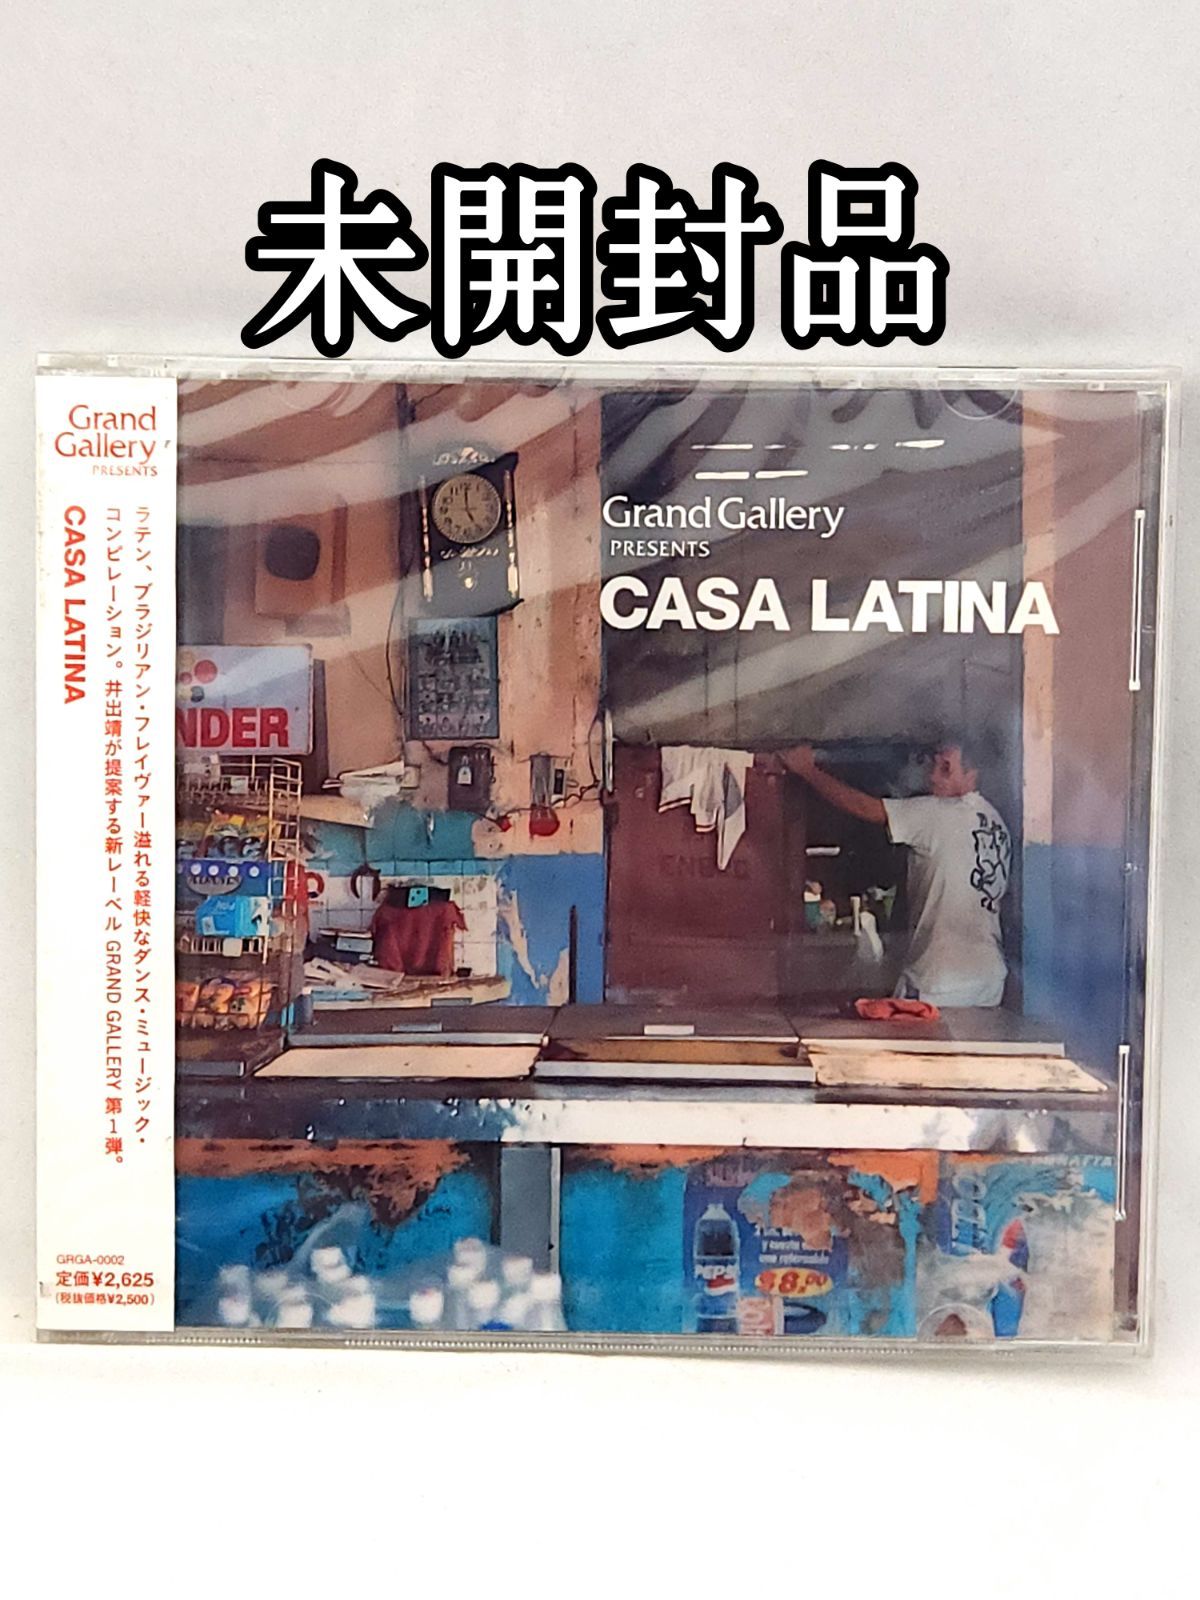 未開封品
Grand
Gallery
PRESENTS
ラテン、ブラジリアン・フレイヴァー溢れる軽快なダンス・ミュージック・
コンピレーション。井出靖が提案する新レーベル GRAND GALLERY 第1弾。
CASA LATINA
GRGA-0002
定価¥2,625
(税抜価格¥2,500)
Grand Gallery
PRESENTS
CASA LATINA
NDER
ADAMS
PEPSI
$8.00